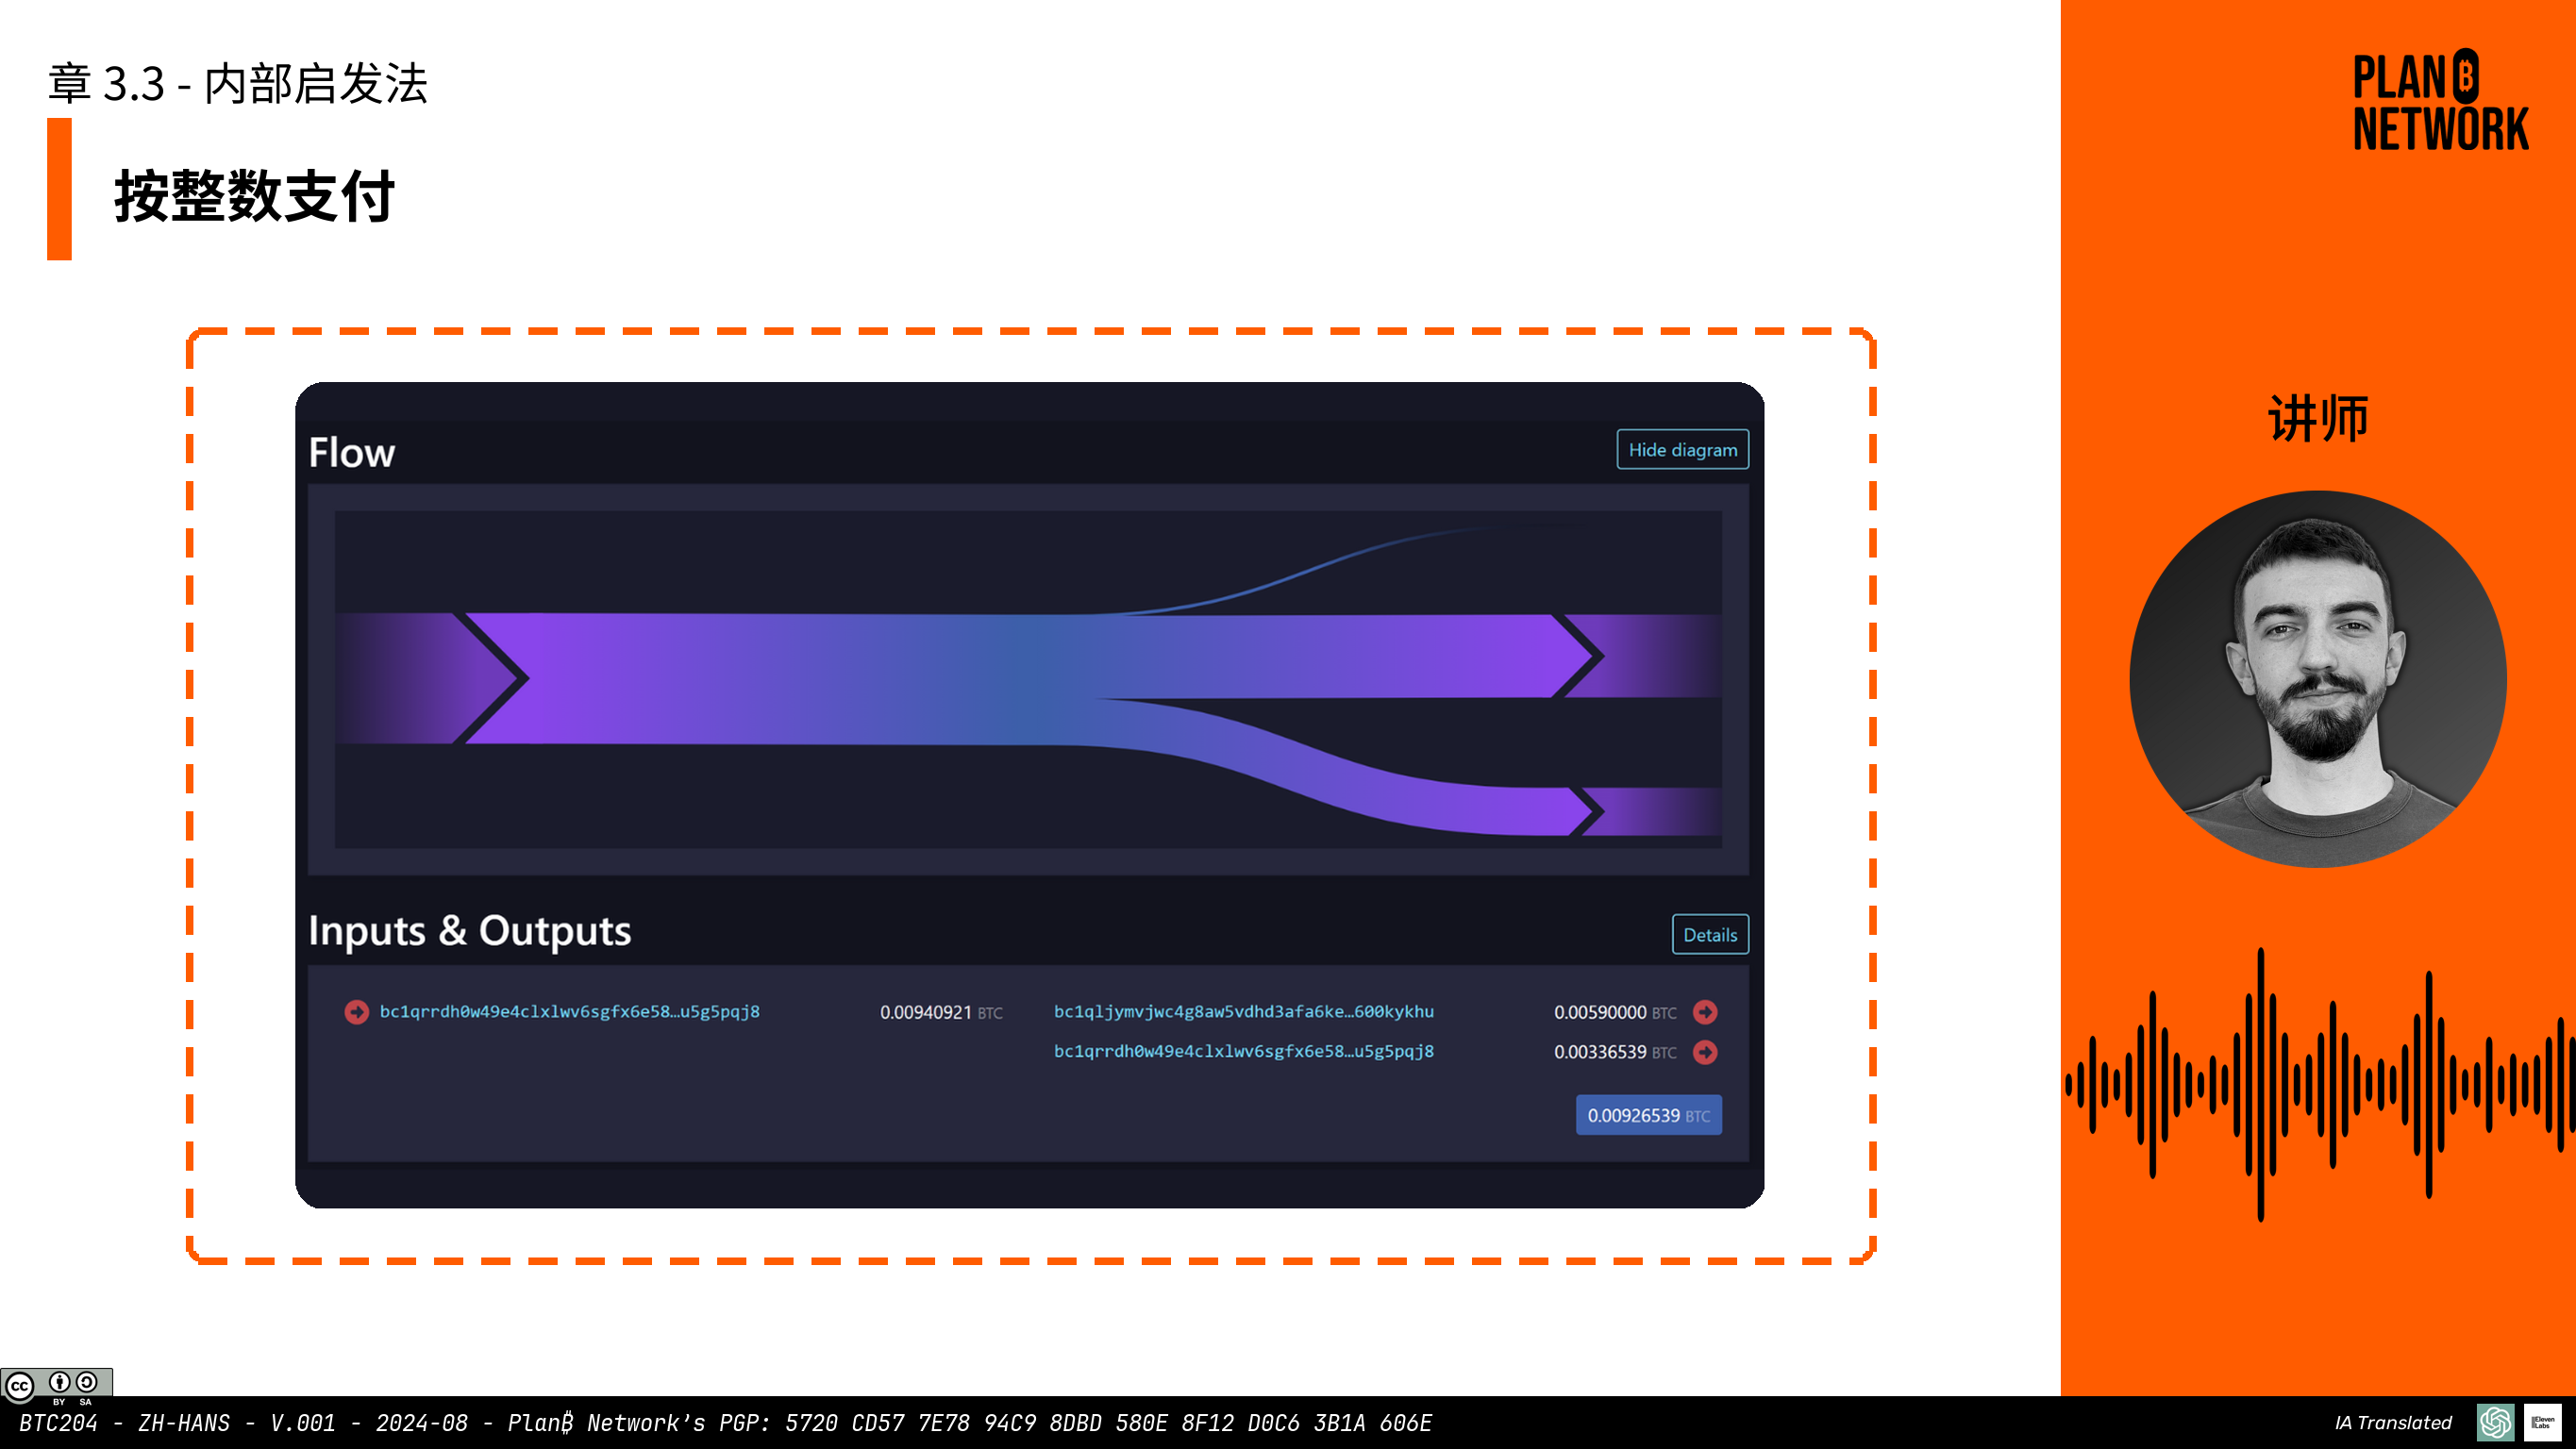 章 3.3 - 内部启发法
按整数支付
PLAN ₿
NETWORK
讲师
Flow
Hide diagram
Inputs & Outputs
Details
bc1qrrdh0w49e4clxlwv6sgfx6e58…u5g5pqj8 0.00940921 BTC
bc1qljymvjwc4g8aw5vdhd3afa6ke…600kykhu 0.00590000 BTC
bc1qrrdh0w49e4clxlwv6sgfx6e58…u5g5pqj8 0.00336539 BTC
0.00926539 BTC
cc BY SA
BTC204 - ZH-HANS - V.001 - 2024-08 - Plan₿ Network's PGP: 5720 CD57 7E78 94C9 8DBD 580E 8F12 D0C6 3B1A 606E
IA Translated
IIElevenLabs